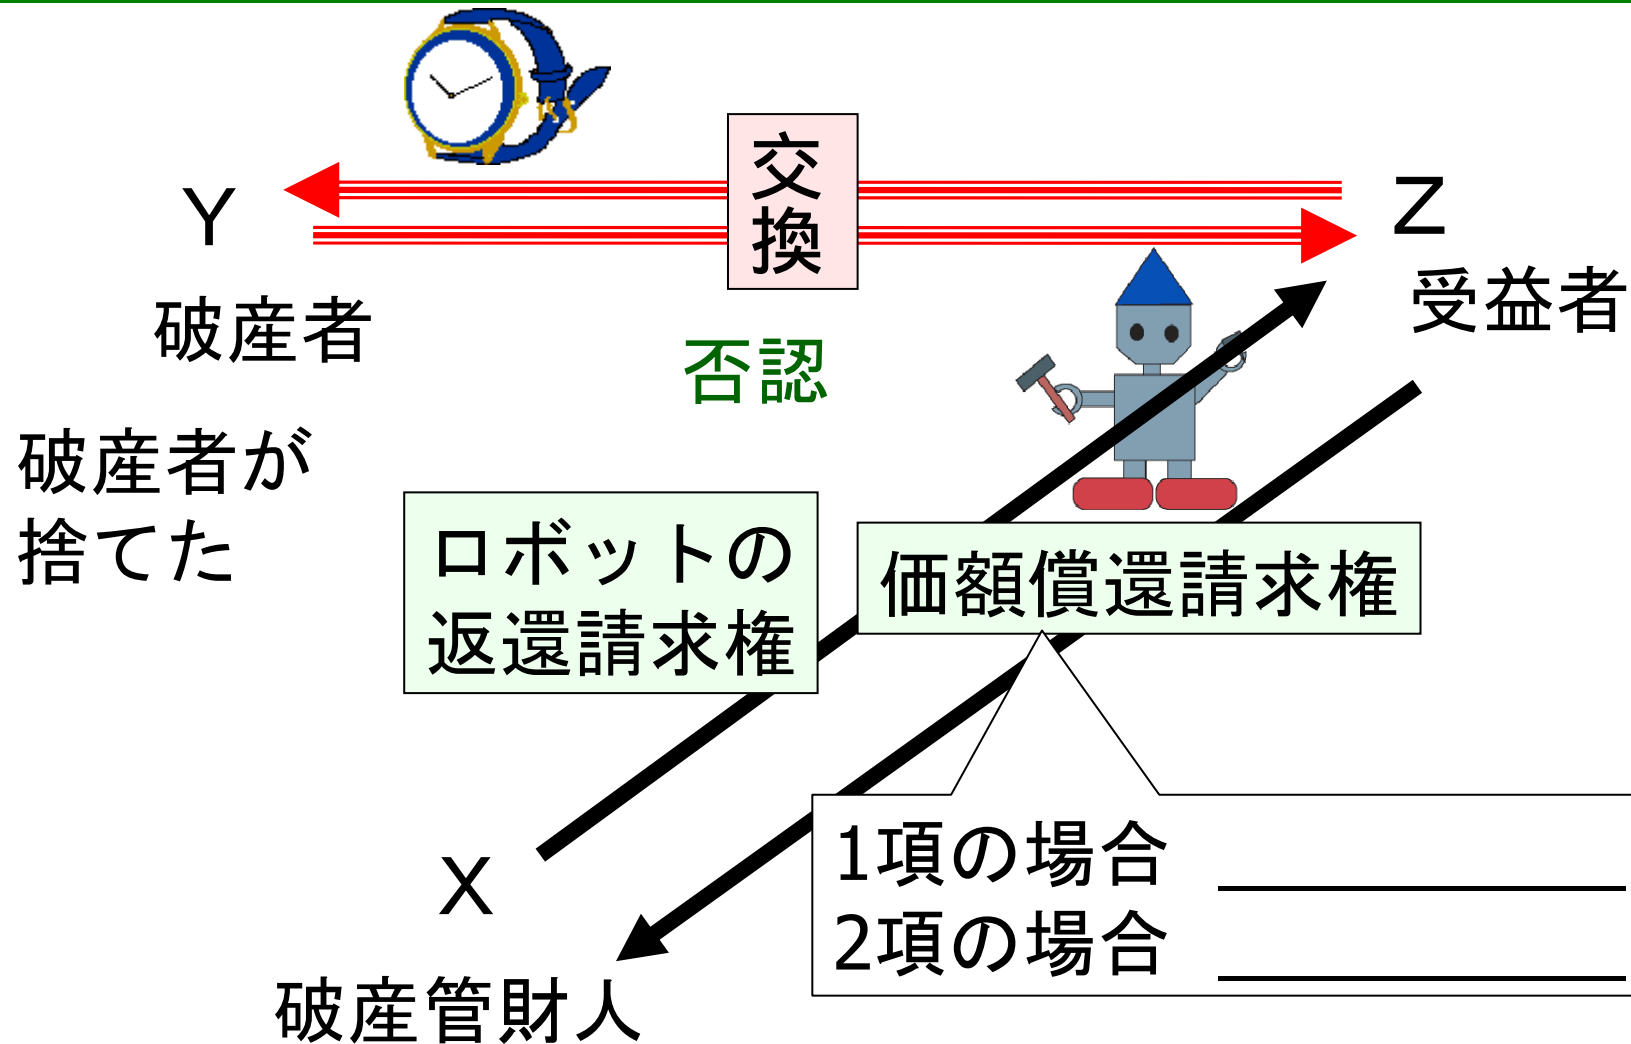 交
換
Y
Z
破産者
受益者
否認
破産者が
捨てた
ロボットの
返還請求権
価額償還請求権
1項の場合
2項の場合
X
破産管財人